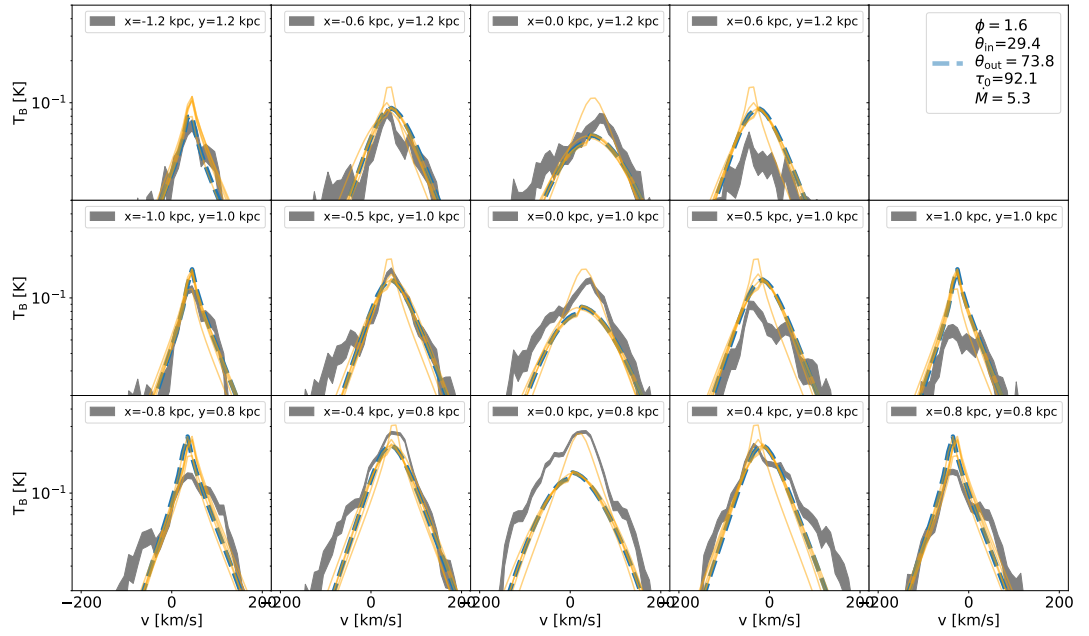 x=-1.2 kpc, y=1.2 kpc
x=-0.6 kpc, y=1.2 kpc
x=0.0 kpc, y=1.2 kpc
x=0.6 kpc, y=1.2 kpc
ϕ = 1.6
θin=29.4
θout = 73.8
τ0=92.1
Ṁ = 5.3
TB [K]
10−1
x=-1.0 kpc, y=1.0 kpc
x=-0.5 kpc, y=1.0 kpc
x=0.0 kpc, y=1.0 kpc
x=0.5 kpc, y=1.0 kpc
x=1.0 kpc, y=1.0 kpc
TB [K]
10−1
x=-0.8 kpc, y=0.8 kpc
x=-0.4 kpc, y=0.8 kpc
x=0.0 kpc, y=0.8 kpc
x=0.4 kpc, y=0.8 kpc
x=0.8 kpc, y=0.8 kpc
TB [K]
10−1
−200 0 0 0 0 0 200
v [km/s] v [km/s] v [km/s] v [km/s] v [km/s]